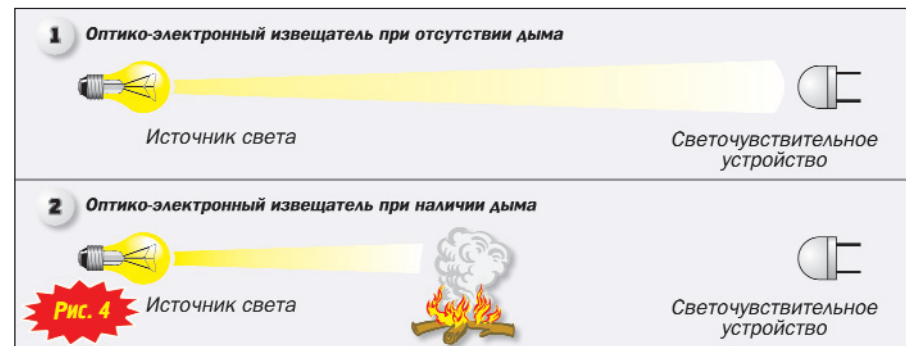 1 Оптико-электронный извещатель при отсутствии дыма
Источник света
Светочувствительное
устройство
2 Оптико-электронный извещатель при наличии дыма
Рис. 4
Источник света
Светочувствительное
устройство